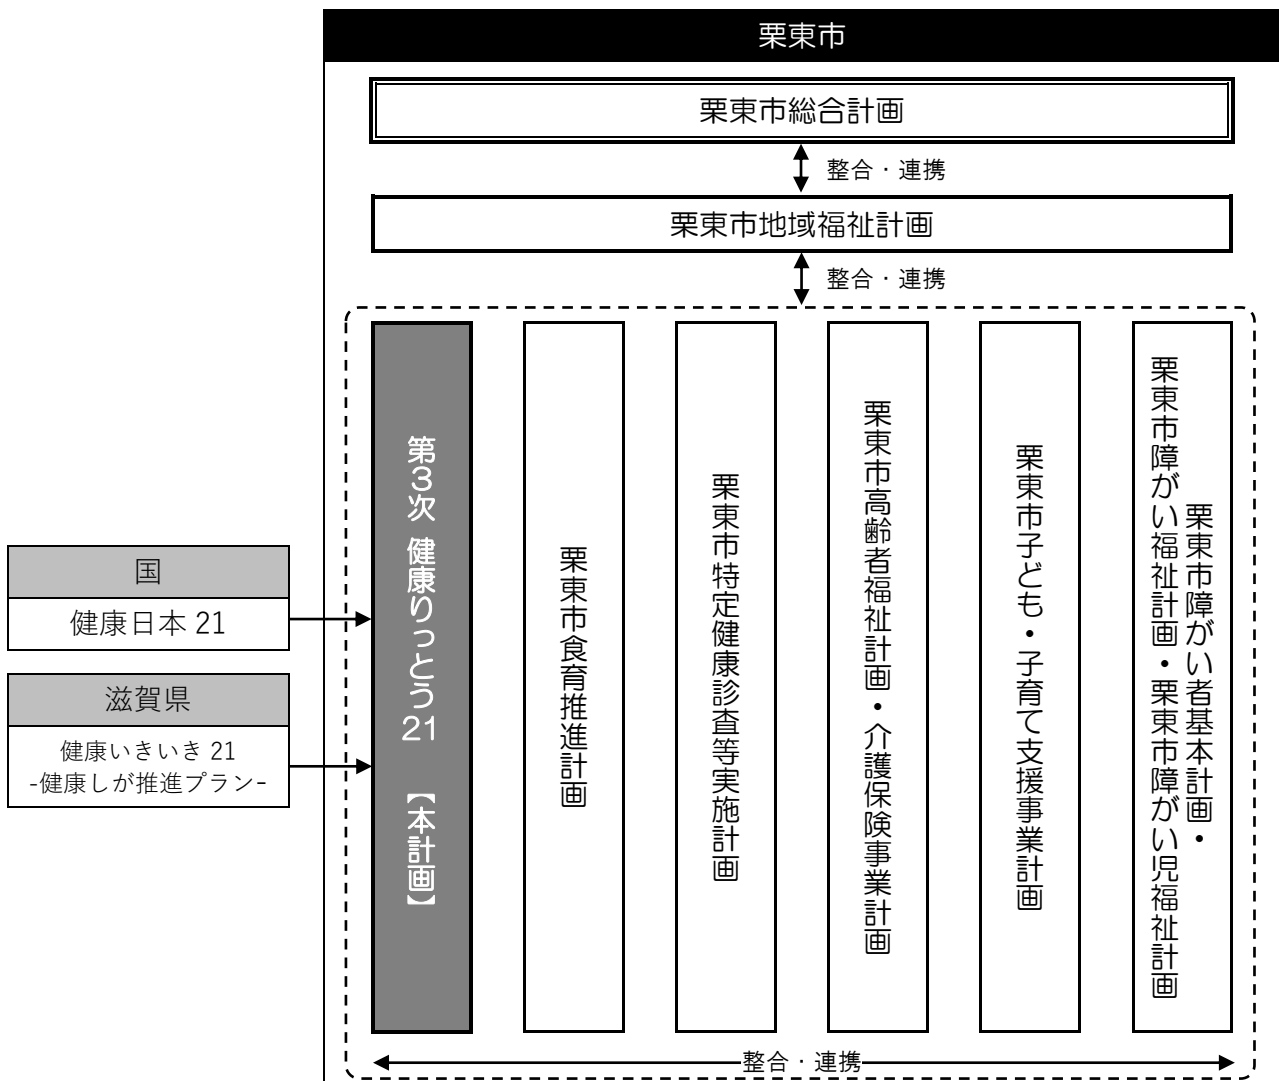 栗東市
栗東市総合計画
整合・連携
栗東市地域福祉計画
整合・連携
国
健康日本 21
滋賀県
健康いきいき 21
-健康しが推進プラン-
第3次 健康りっとう21 【本計画】
栗東市食育推進計画
栗東市特定健康診査等実施計画
栗東市高齢者福祉計画・介護保険事業計画
栗東市子ども・子育て支援事業計画
栗東市障がい者基本計画・
栗東市障がい福祉計画・栗東市障がい児福祉計画
整合・連携